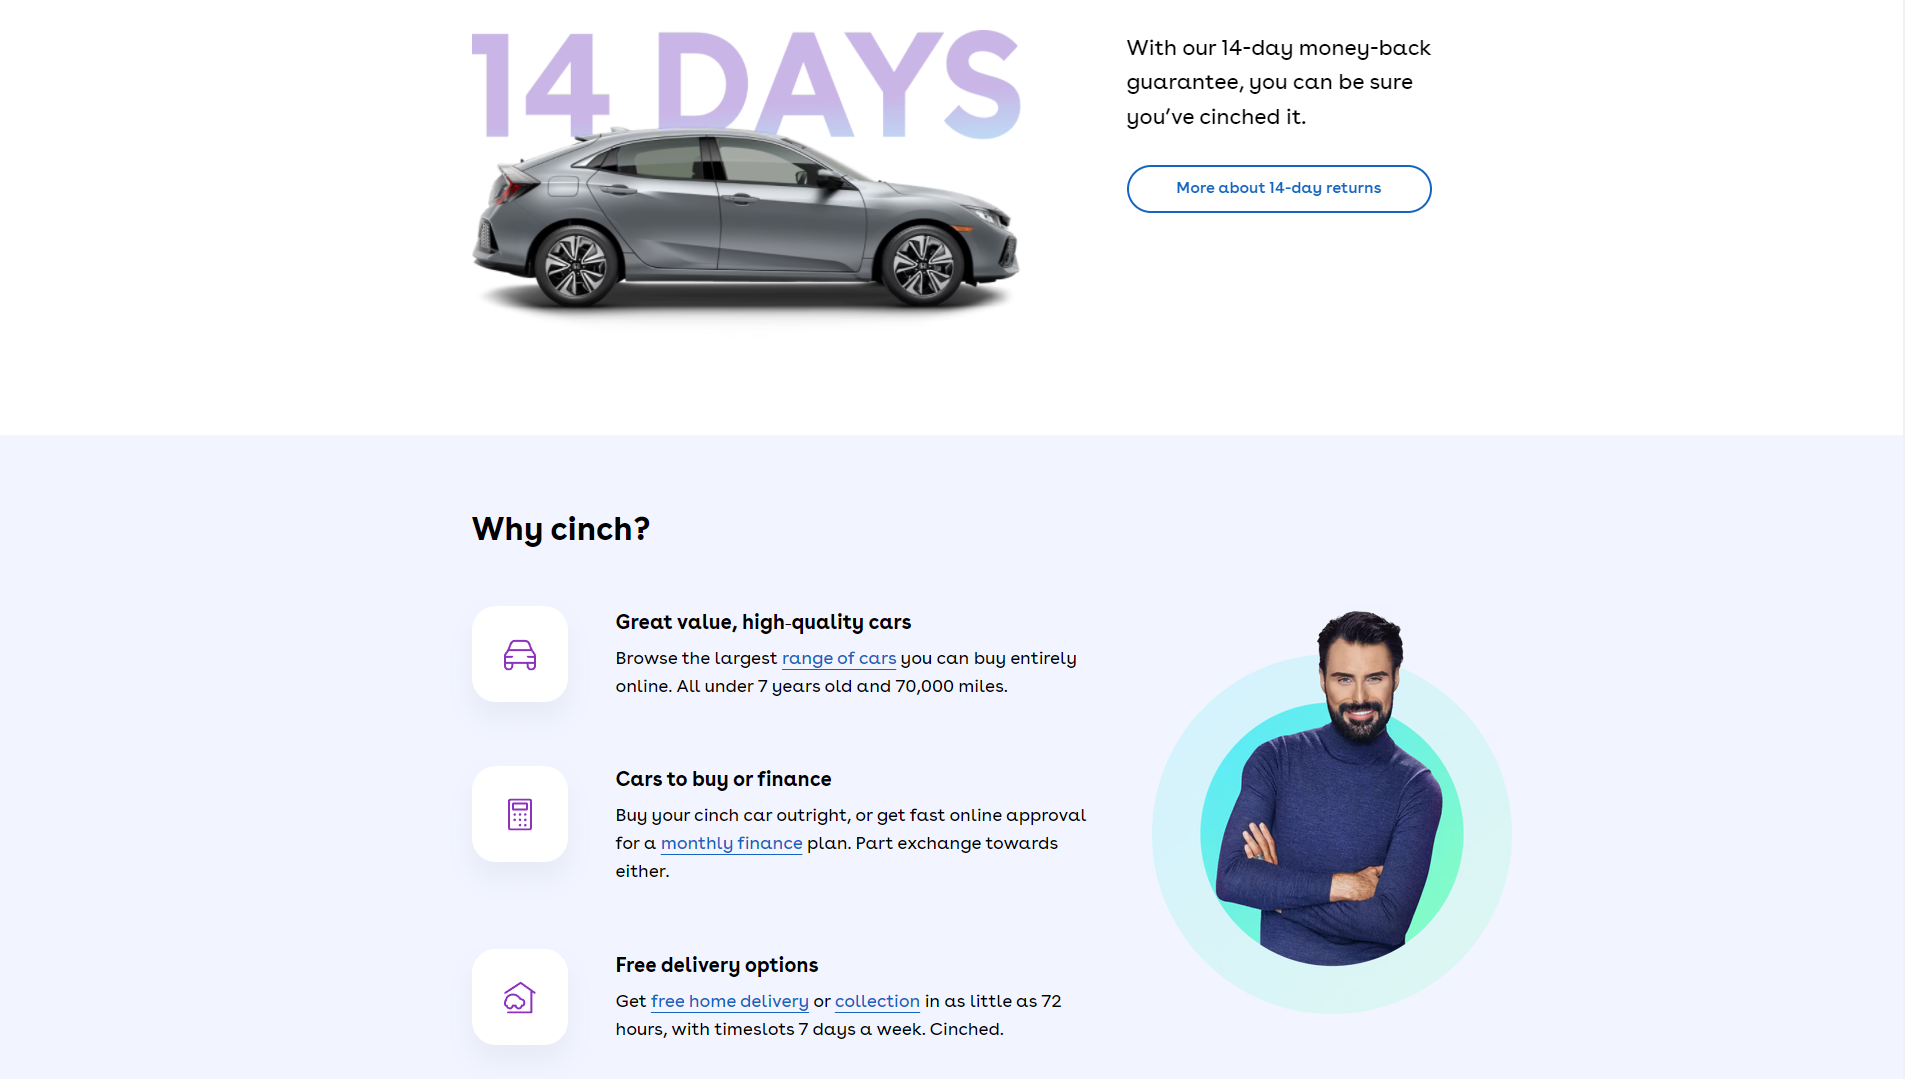 14 DAYS
With our 14-day money-back
guarantee, you can be sure
you’ve cinched it.
More about 14-day returns
Why cinch?
Great value, high-quality cars
Browse the largest range of cars you can buy entirely
online. All under 7 years old and 70,000 miles.
Cars to buy or finance
Buy your cinch car outright, or get fast online approval
for a monthly finance plan. Part exchange towards
either.
Free delivery options
Get free home delivery or collection in as little as 72
hours, with timeslots 7 days a week. Cinched.